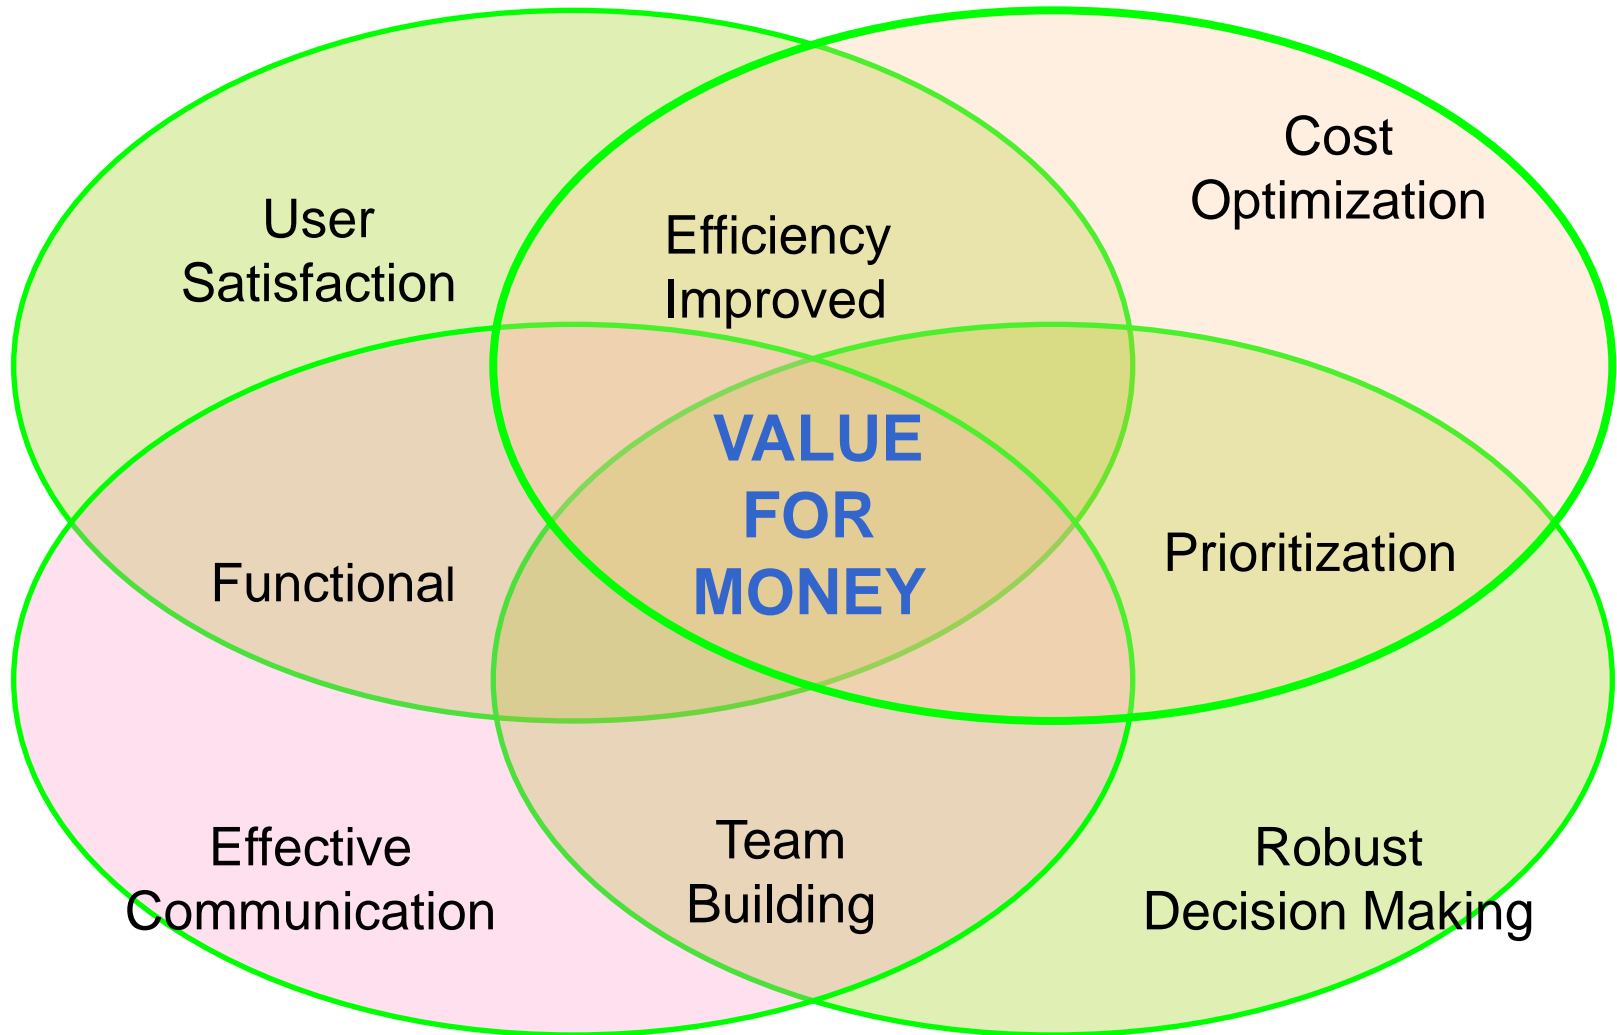 Cost
Optimization
User
Satisfaction
Efficiency
Improved
VALUE
FOR
MONEY
Functional
Prioritization
Effective
Communication
Team
Building
Robust
Decision Making